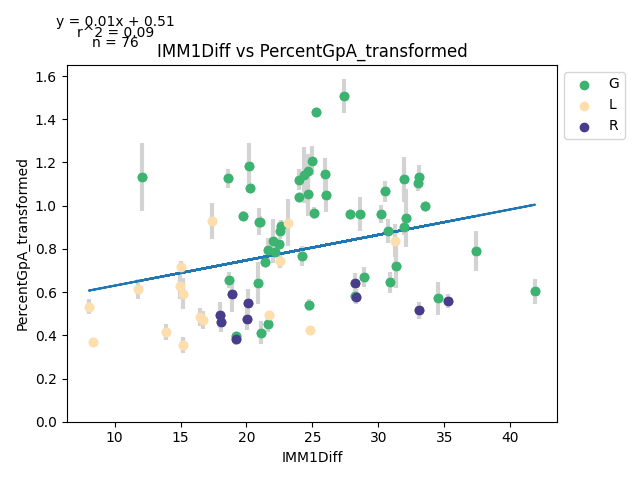 y = 0.01x + 0.51
r^2 = 0.09
n = 76
IMM1Diff vs PercentGpA_transformed
G
L
R
PercentGpA_transformed
1.6
1.4
1.2
1.0
0.8
0.6
0.4
0.2
0.0
10 15 20 25 30 35 40
IMM1Diff